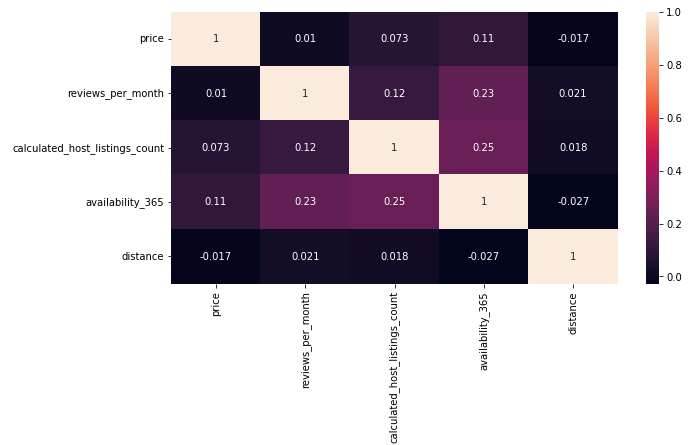 price 1 0.01 0.073 0.11 -0.017
reviews_per_month 0.01 1 0.12 0.23 0.021
calculated_host_listings_count 0.073 0.12 1 0.25 0.018
availability_365 0.11 0.23 0.25 1 -0.027
distance -0.017 0.021 0.018 -0.027 1
price
reviews_per_month
calculated_host_listings_count
availability_365
distance
1.0
0.8
0.6
0.4
0.2
0.0